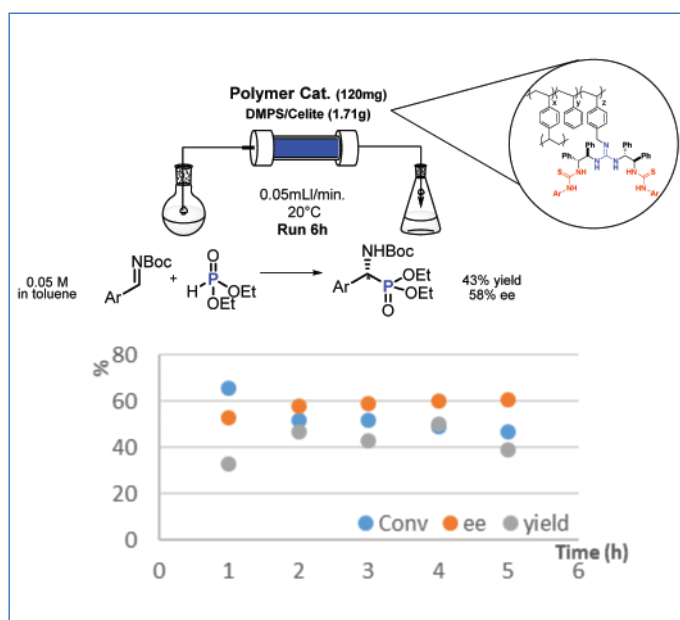 Polymer Cat. (120mg)
DMPS/Celite (1.71g)
0.05mLl/min.
20°C
Run 6h
x y z
N
Ph Ph
Ph Ph
N N
H H
S NH HN S
NH HN
Ar Ar
0.05 M
in toluene
NBoc
Ar
+
O
H P OEt
OEt
NHBoc
Ar P OEt
OEt
O
43% yield
58% ee
%
80
60
40
20
0
Conv ee yield
Time (h)
0 1 2 3 4 5 6